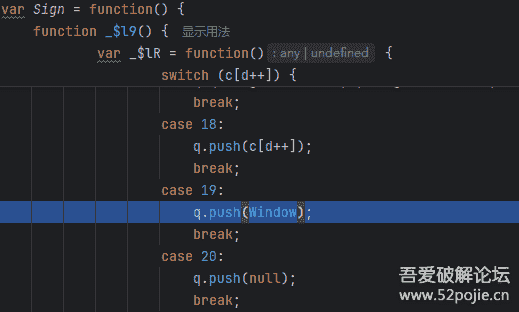 var Sign = function() {
function _$l9() { 显示用法
var _$lR = function() : any | undefined {
switch (c[d++]) {
break;
case 18:
q.push(c[d++]);
break;
case 19:
q.push(Window);
break;
case 20:
q.push(null);
break;
吾爱破解论坛
www.52pojie.cn